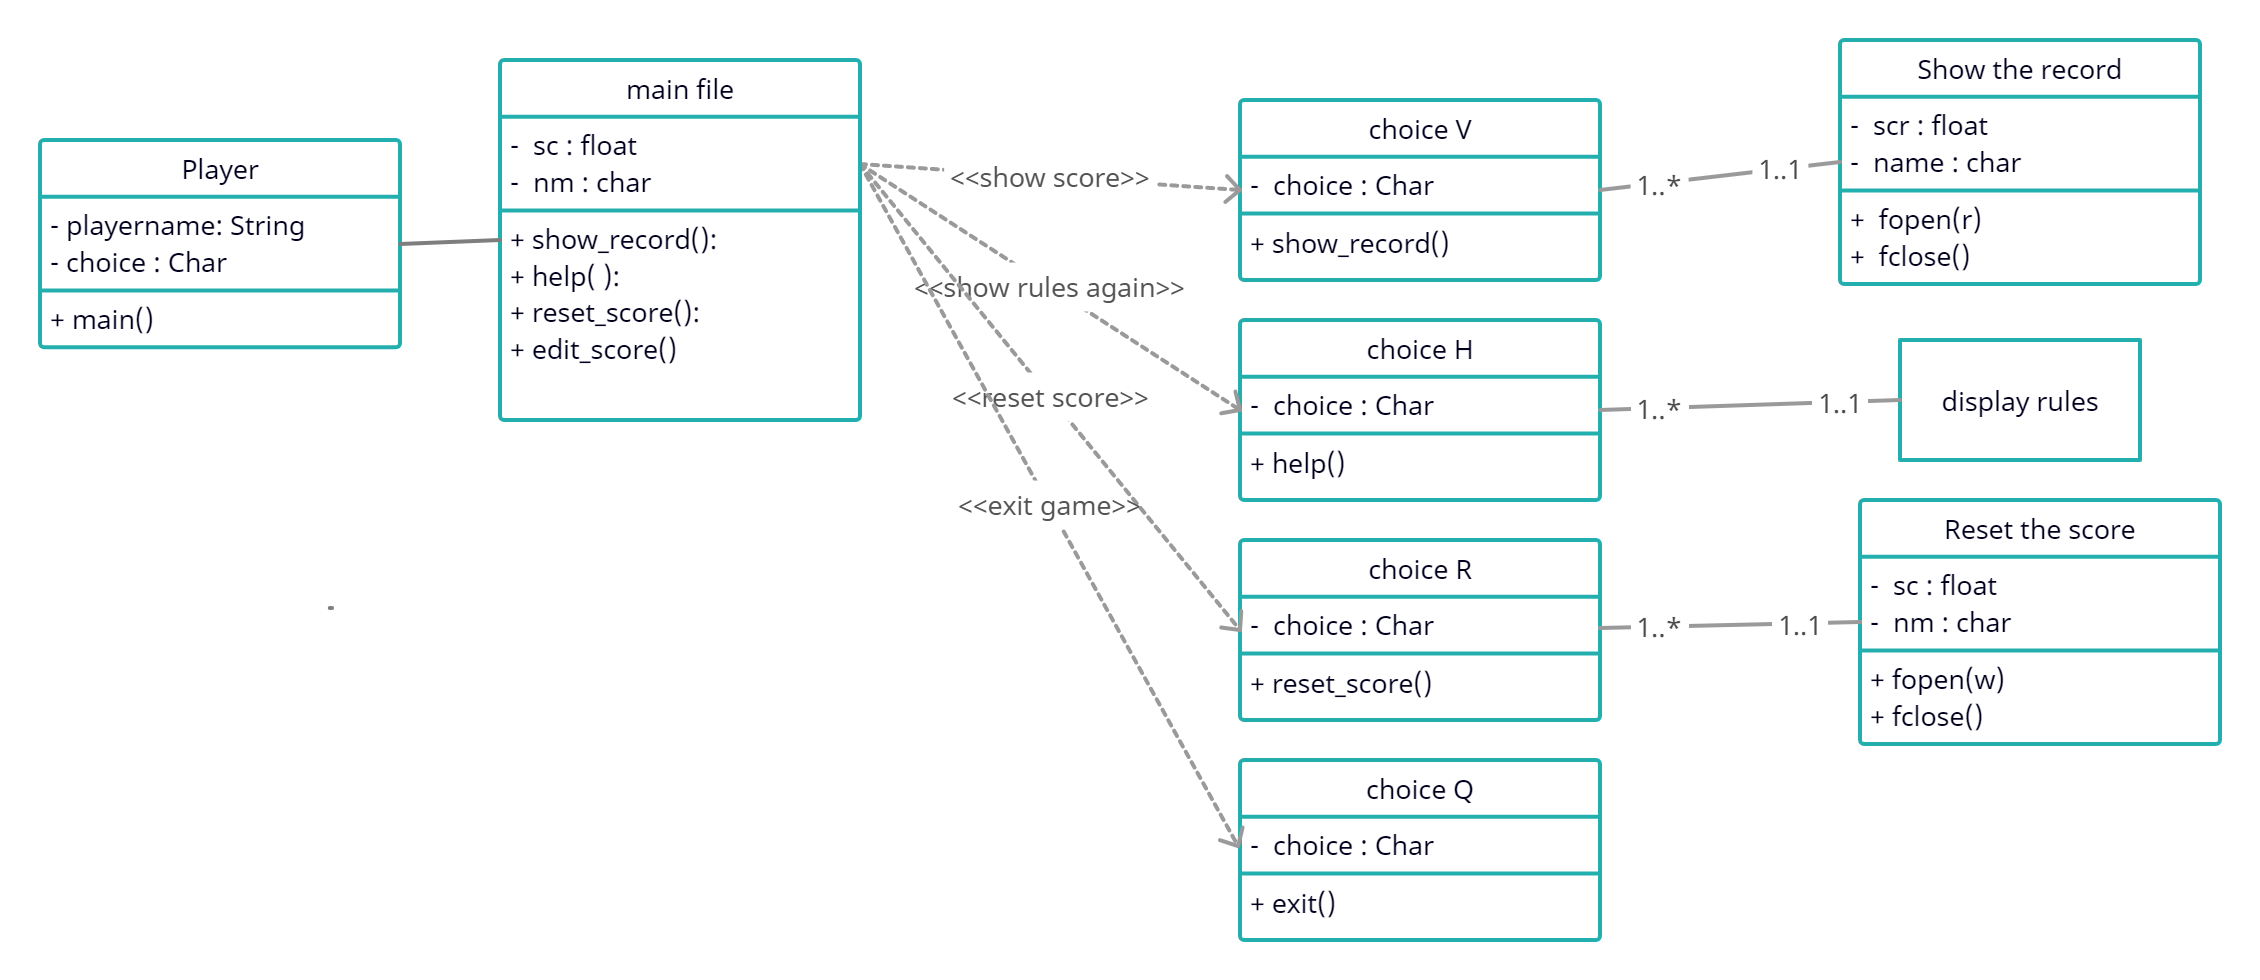 Player
- playername: String
- choice : Char
+ main()
main file
-  sc : float
-  nm : char
+ show_record():
+ help( ):
+ reset_score():
+ edit_score()
<<show score>>
<<show rules again>>
<<reset score>>
<<exit game>>
choice V
-  choice : Char
+ show_record()
1..*
1..1
Show the record
-  scr : float
-  name : char
+  fopen(r)
+  fclose()
choice H
-  choice : Char
+ help()
1..*
1..1
display rules
choice R
-  choice : Char
+ reset_score()
1..*
1..1
Reset the score
-  sc : float
-  nm : char
+ fopen(w)
+ fclose()
choice Q
-  choice : Char
+ exit()